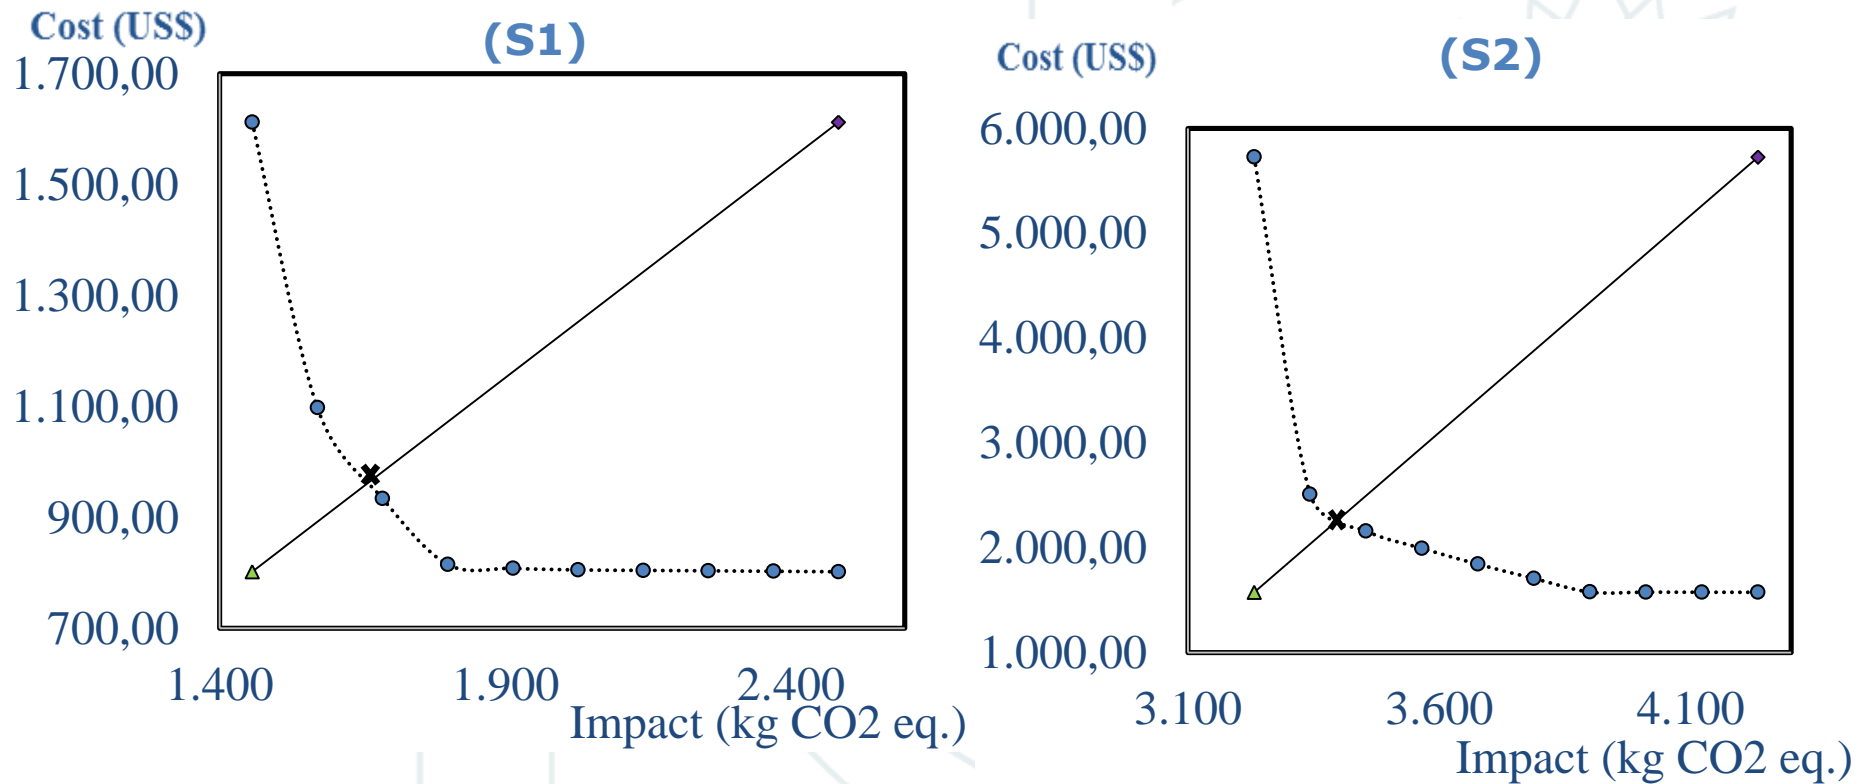 Cost (US$)
(S1)
1.700,00
1.500,00
1.300,00
1.100,00
900,00
700,00
1.400 1.900 2.400
Impact (kg CO2 eq.)
Cost (US$)
(S2)
6.000,00
5.000,00
4.000,00
3.000,00
2.000,00
1.000,00
3.100 3.600 4.100
Impact (kg CO2 eq.)